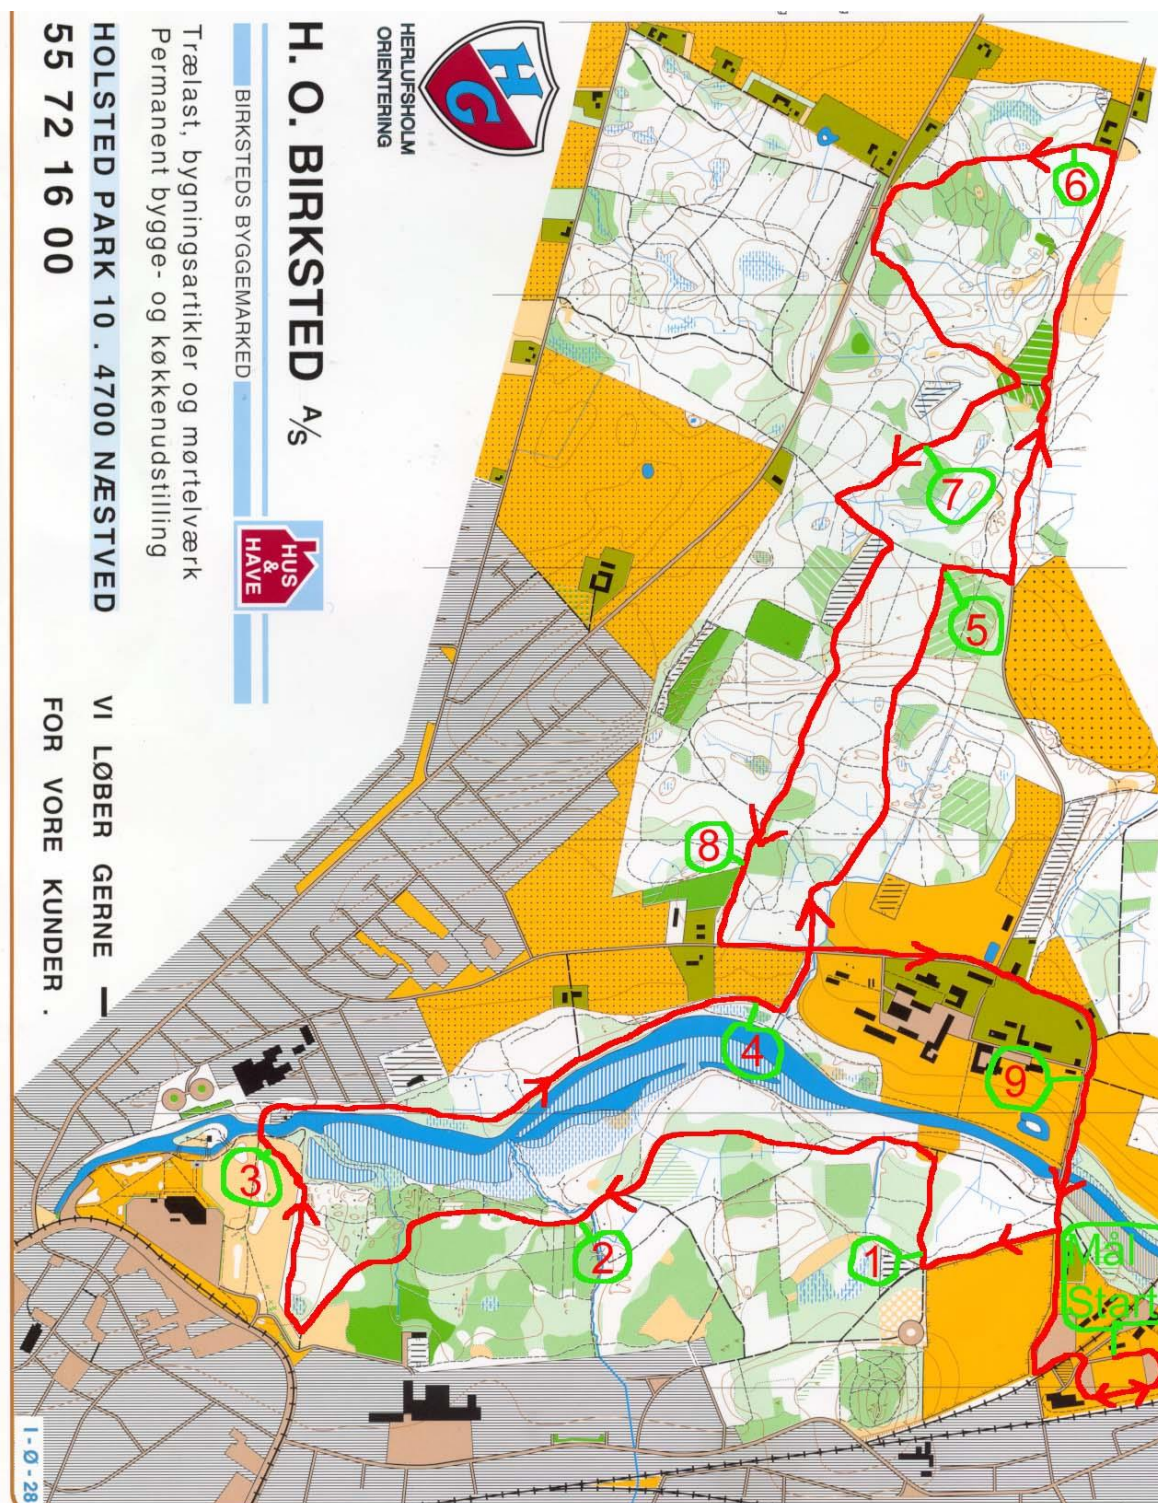 HG
HERLUFSHOLM
ORIENTERING
H. O. BIRKSTED A/S
BIRKSTEDS BYGGEMARKED
HUS
&
HAVE
Trælast, bygningsartikler og mørtelværk
Permanent bygge- og køkkenudstilling
HOLSTED PARK 10 . 4700 NÆSTVED
55 72 16 00
VI LØBER GERNE —
FOR VORE KUNDER .
6
7
5
8
4
9
3
2
1
Mål
Start
I - Ø - 28